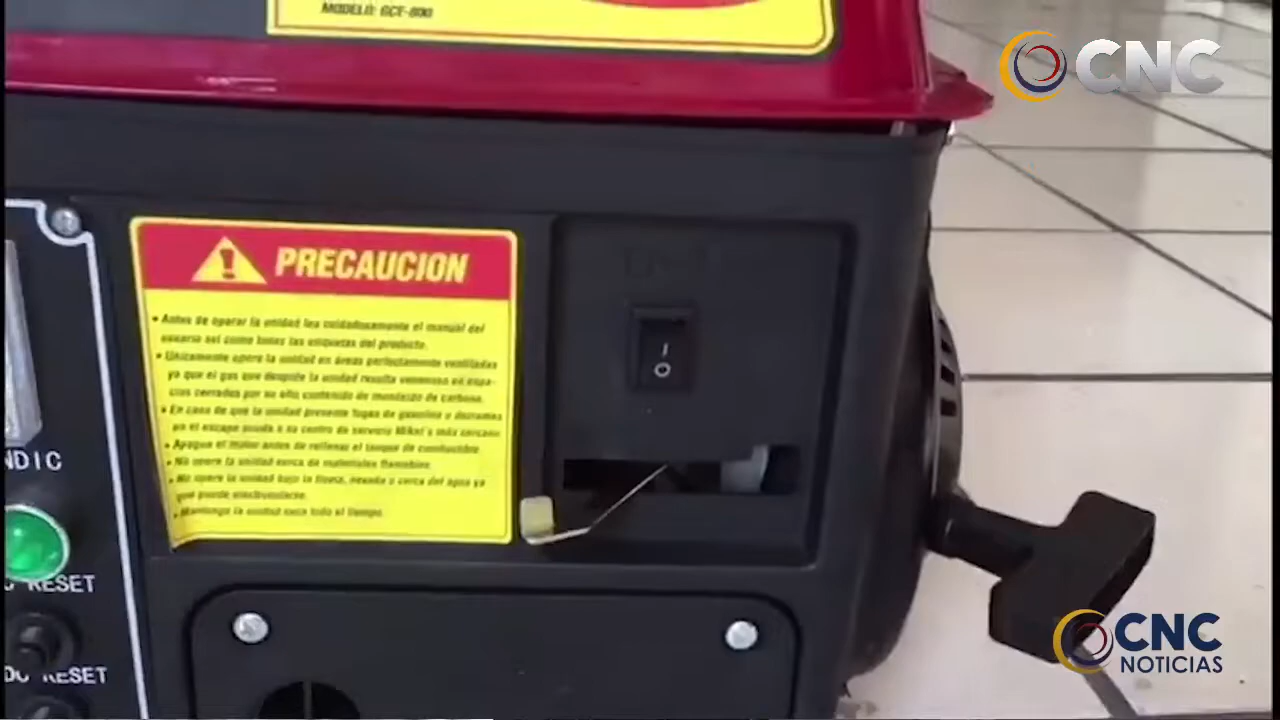 MODELO: GCE-800
CNC
PRECAUCION
• Antes de operar la unidad lea cuidadosamente el manual del
usuario así como todas las etiquetas del producto.
• Unicamente opere la unidad en áreas perfectamente ventiladas
ya que el gas que despide la unidad resulta venenoso en espa-
cios cerrados por su alto contenido de monóxido de carbono.
• En caso de que la unidad presente fugas de gasolina o derrames
en el escape acuda a su centro de servicio Mikel's más cercano
• Apague el motor antes de rellenar el tanque de combustible.
• No opere la unidad cerca de materiales flamables
• No opere la unidad bajo la lluvia, nevada o cerca del agua ya
que puede electrocutarse.
• Mantenga la unidad seca todo el tiempo.
I
O
NDIC
RESET
DC RESET
CNC
NOTICIAS